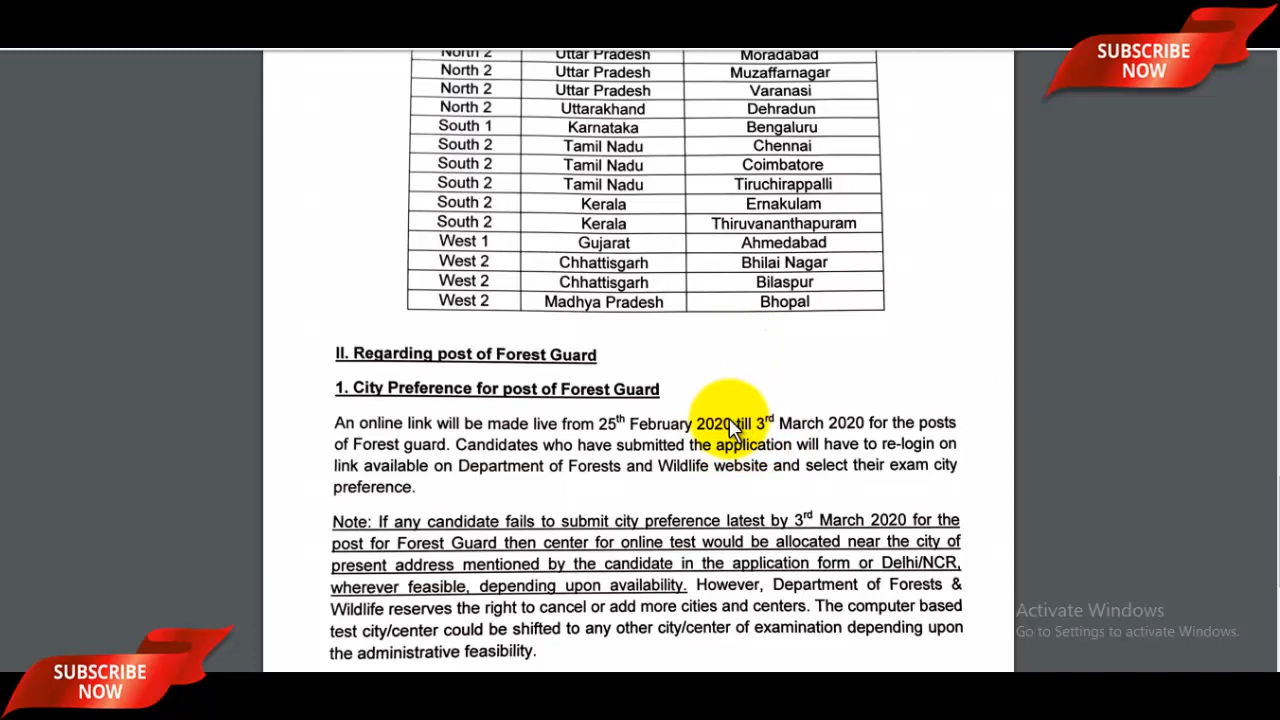 SUBSCRIBE
NOW
North 2 Uttar Pradesh Moradabad
North 2 Uttar Pradesh Muzaffarnagar
North 2 Uttar Pradesh Varanasi
North 2 Uttarakhand Dehradun
South 1 Karnataka Bengaluru
South 2 Tamil Nadu Chennai
South 2 Tamil Nadu Coimbatore
South 2 Tamil Nadu Tiruchirappalli
South 2 Kerala Ernakulam
South 2 Kerala Thiruvananthapuram
West 1 Gujarat Ahmedabad
West 2 Chhattisgarh Bhilai Nagar
West 2 Chhattisgarh Bilaspur
West 2 Madhya Pradesh Bhopal
II. Regarding post of Forest Guard
1. City Preference for post of Forest Guard
An online link will be made live from 25th February 2020 till 3rd March 2020 for the posts
of Forest guard. Candidates who have submitted the application will have to re-login on
link available on Department of Forests and Wildlife website and select their exam city
preference.
Note: If any candidate fails to submit city preference latest by 3rd March 2020 for the
post for Forest Guard then center for online test would be allocated near the city of
present address mentioned by the candidate in the application form or Delhi/NCR,
wherever feasible, depending upon availability. However, Department of Forests &
Wildlife reserves the right to cancel or add more cities and centers. The computer based
test city/center could be shifted to any other city/center of examination depending upon
the administrative feasibility.
Activate Windows
Go to Settings to activate Windows.
SUBSCRIBE
NOW